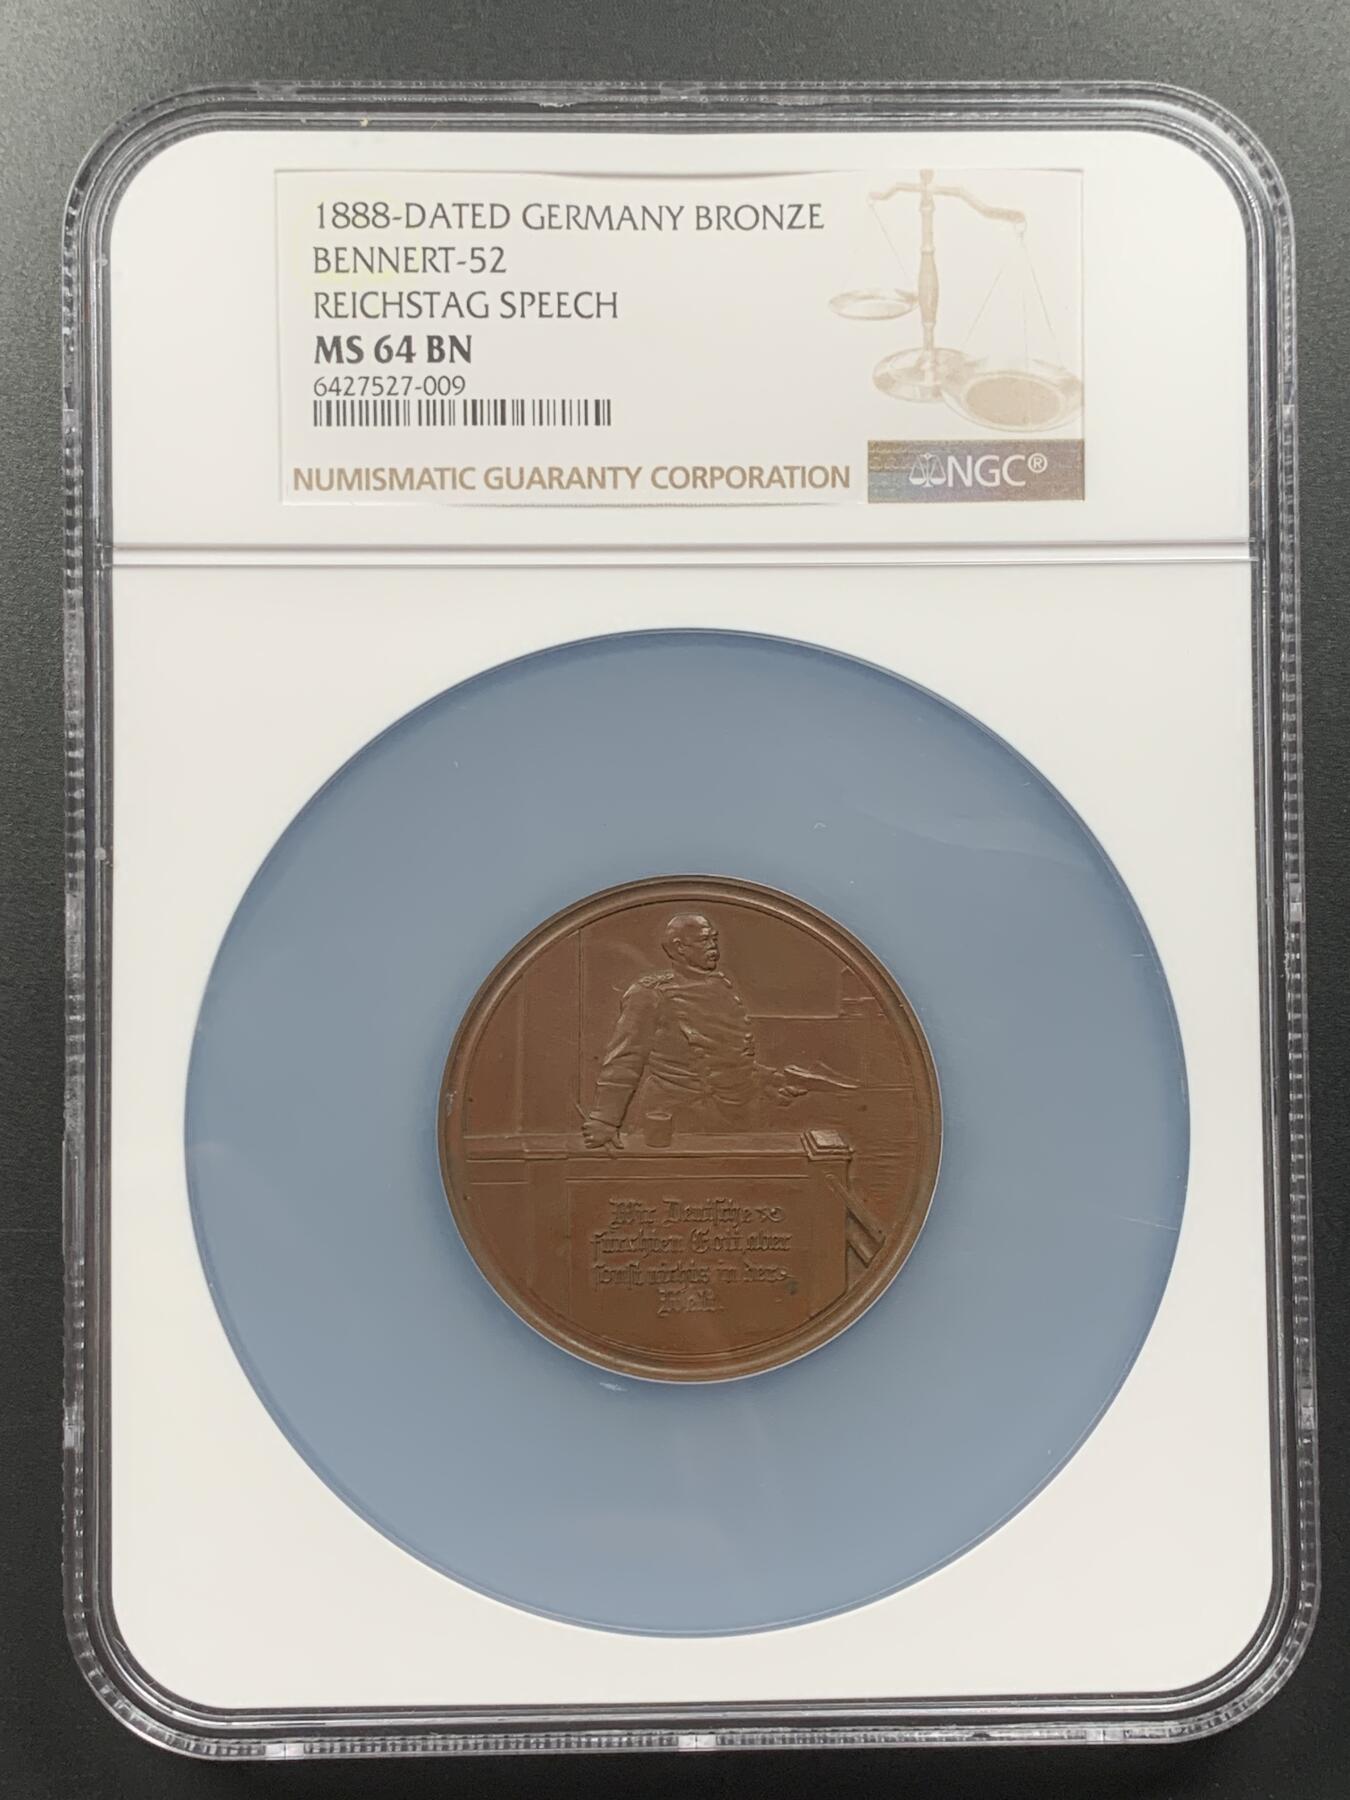 1888-DATED GERMANY BRONZE
BENNERT-52
REICHSTAG SPEECH
MS 64 BN
6427527-009
NUMISMATIC GUARANTY CORPORATION
NGC®
Wir Deutsche
fürchten Gott, aber
sonst nichts in der
Welt.